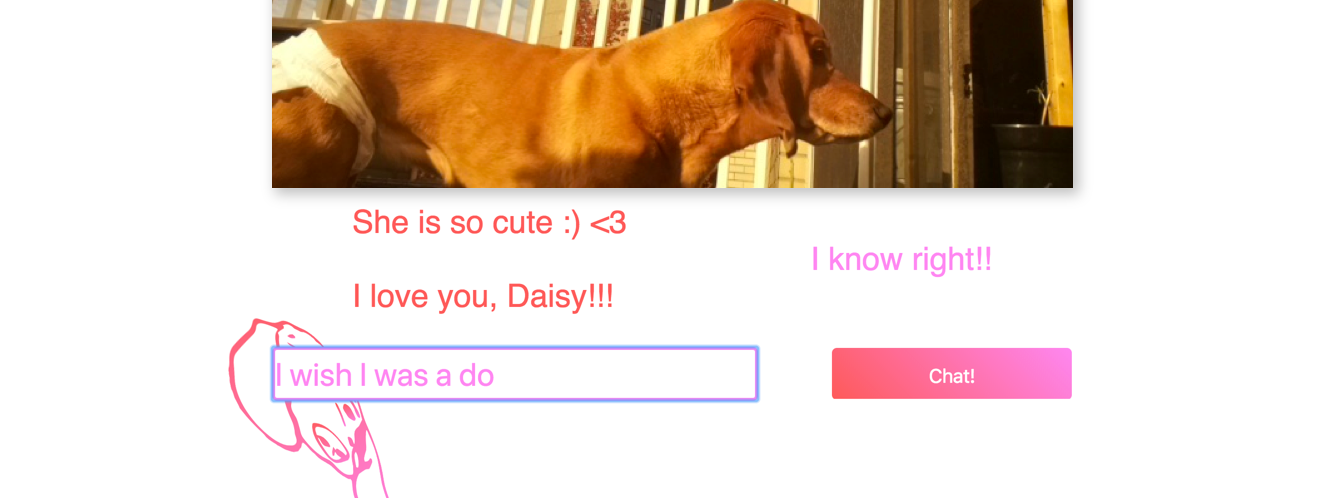 She is so cute :) <3
I know right!!
I love you, Daisy!!!
I wish I was a do
Chat!